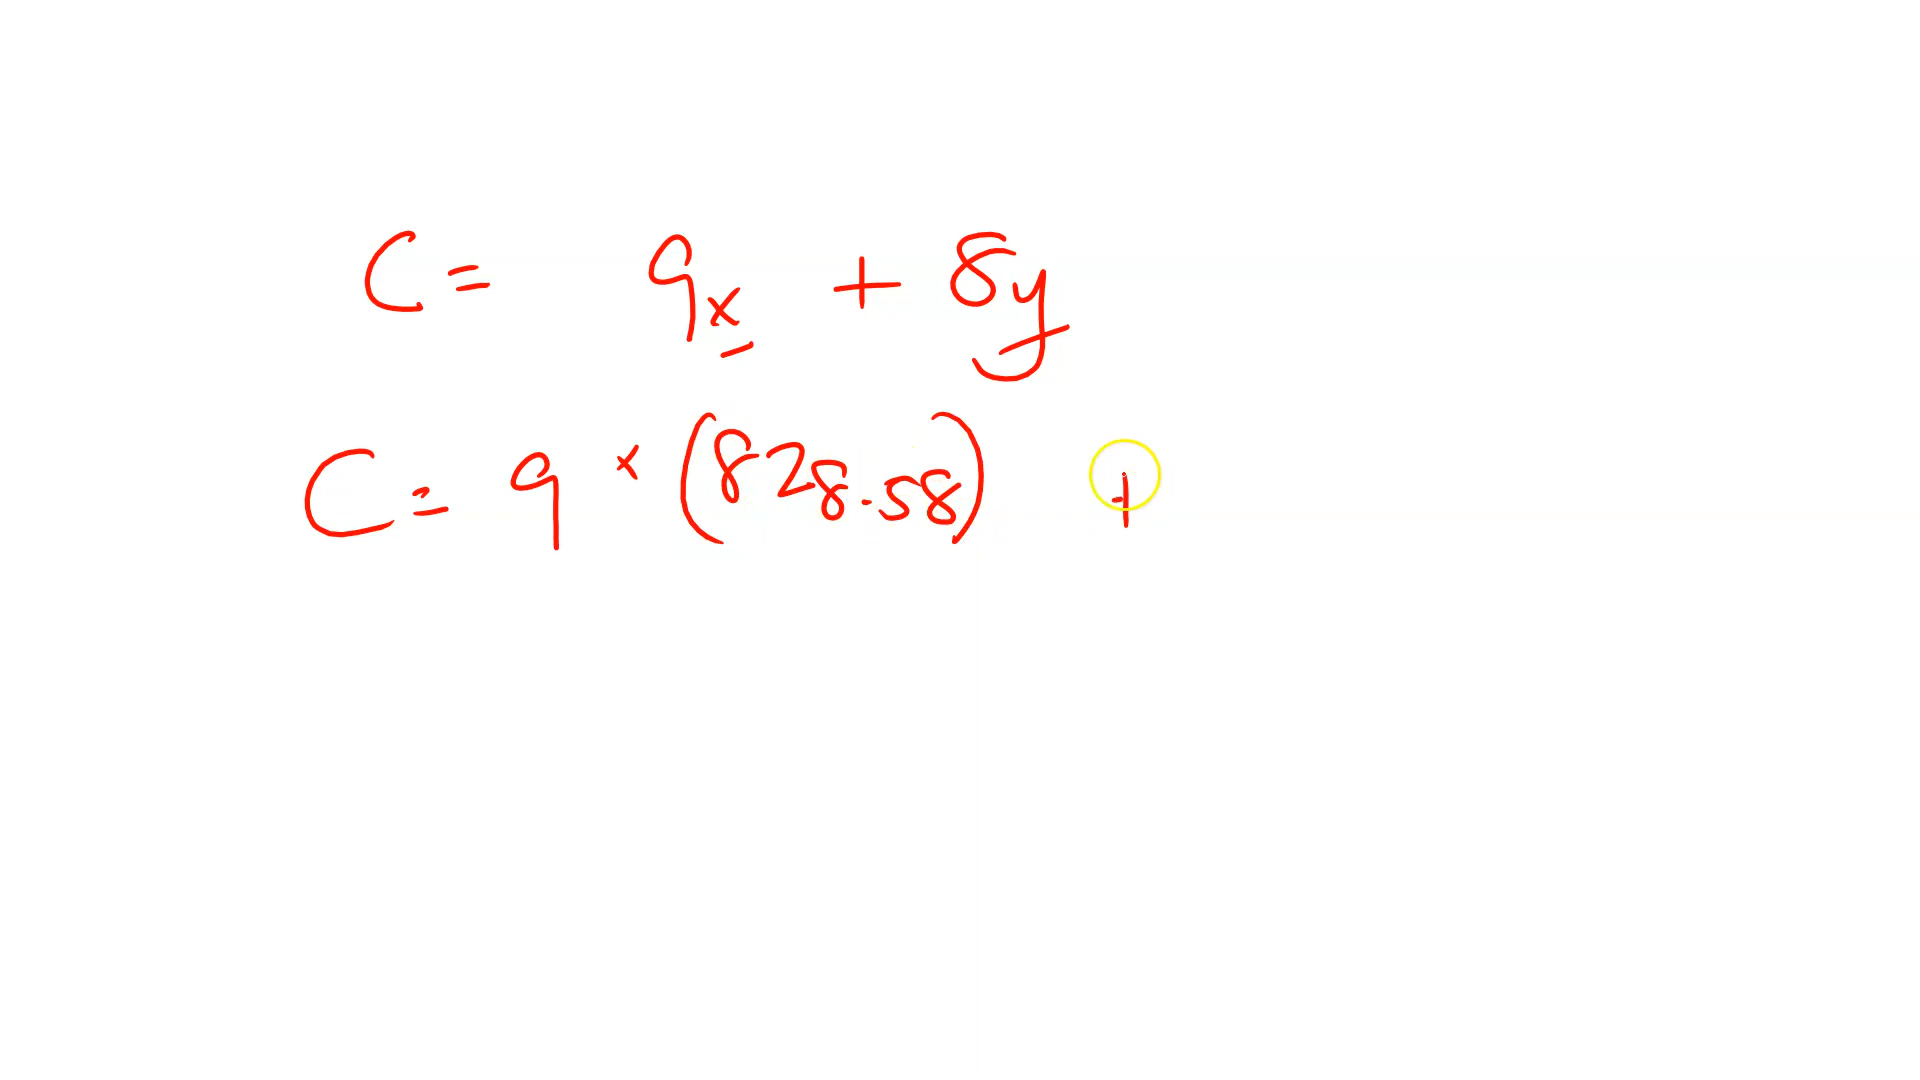 C = 9x + 8y
C = 9 × (828.58) +